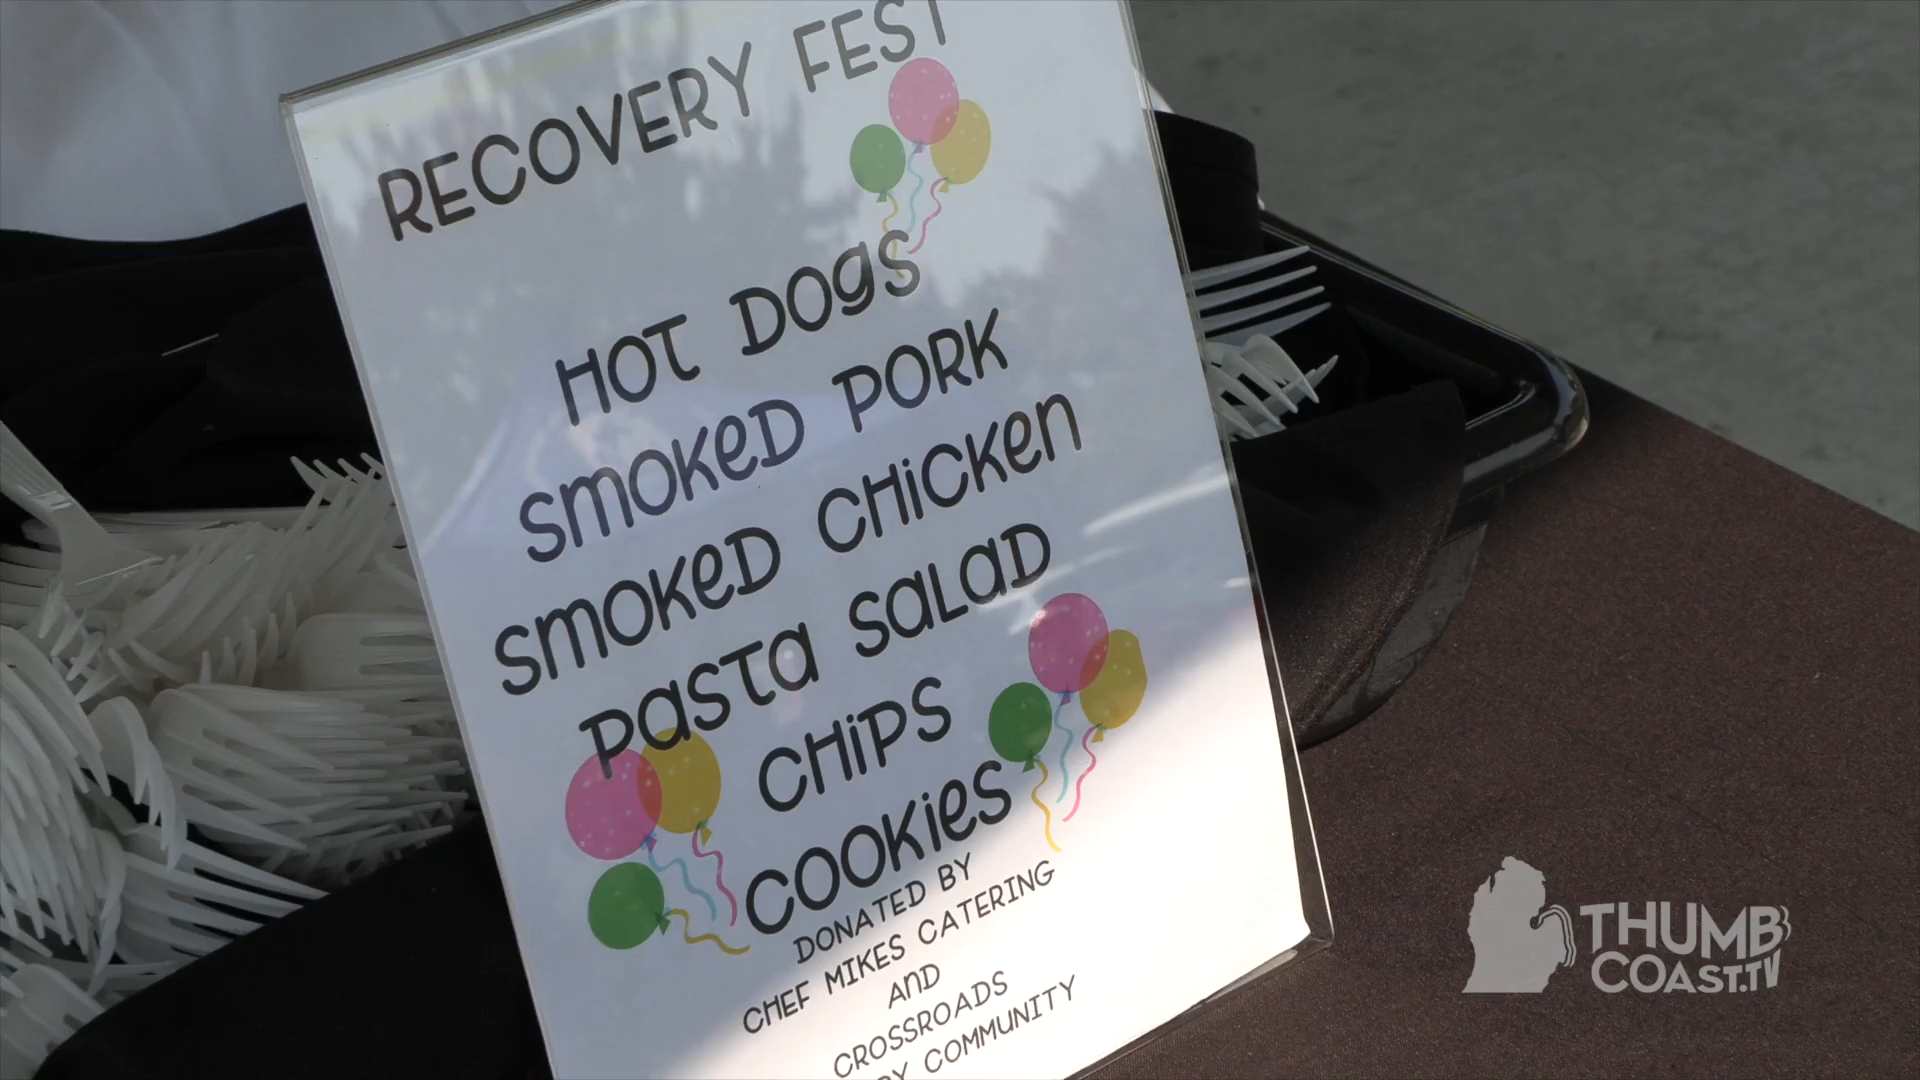 RECOVERY FEST
HOT DOGS
SMOKED PORK
SMOKED CHICKEN
PASTA SALAD
CHIPS
COOKIES
DONATED BY
CHEF MIKES CATERING
AND
CROSSROADS
COMMUNITY
THUMB
COAST.TV